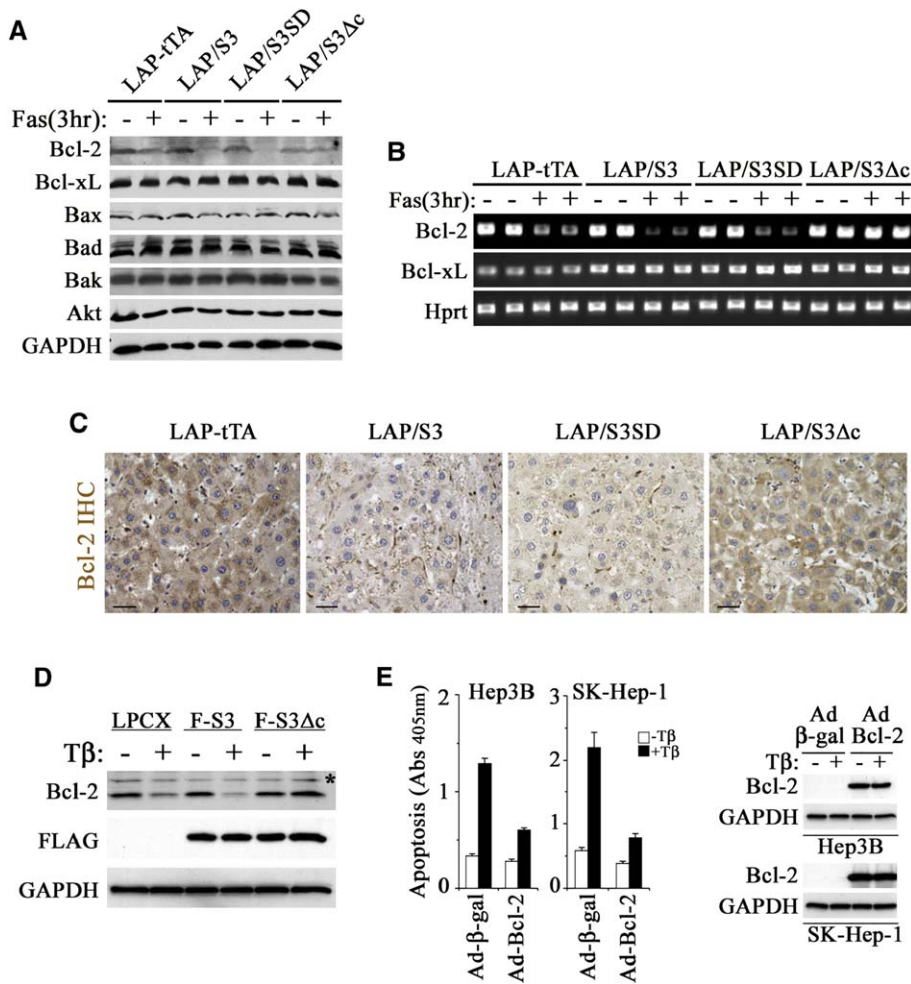 A
LAP-tTA LAP/S3 LAP/S3SD LAP/S3Δc
Fas(3hr): - + - + - + - +
Bcl-2
Bcl-xL
Bax
Bad
Bak
Akt
GAPDH
B
LAP-tTA LAP/S3 LAP/S3SD LAP/S3Δc
Fas(3hr): - - + + - - + + - - + + - - + +
Bcl-2
Bcl-xL
Hprt
C
LAP-tTA LAP/S3 LAP/S3SD LAP/S3Δc
Bcl-2 IHC
D
LPCX F-S3 F-S3Δc
Tβ: - + - + - +
*
Bcl-2
FLAG
GAPDH
E
Hep3B SK-Hep-1
Apoptosis (Abs 405nm)
2
1
0
3
2
1
0
-Tβ
+Tβ
Ad-β-gal Ad-Bcl-2 Ad-β-gal Ad-Bcl-2
Ad Ad
β-gal Bcl-2
Tβ: - + - +
Bcl-2
GAPDH
Hep3B
Bcl-2
GAPDH
SK-Hep-1